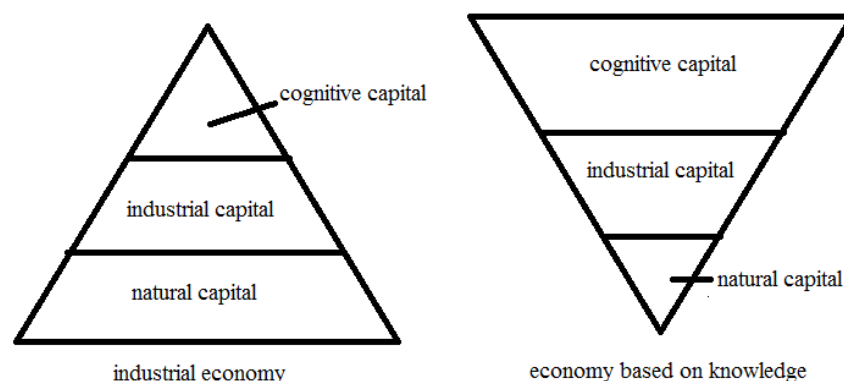 cognitive capital
industrial capital
natural capital
industrial economy
cognitive capital
industrial capital
natural capital
economy based on knowledge